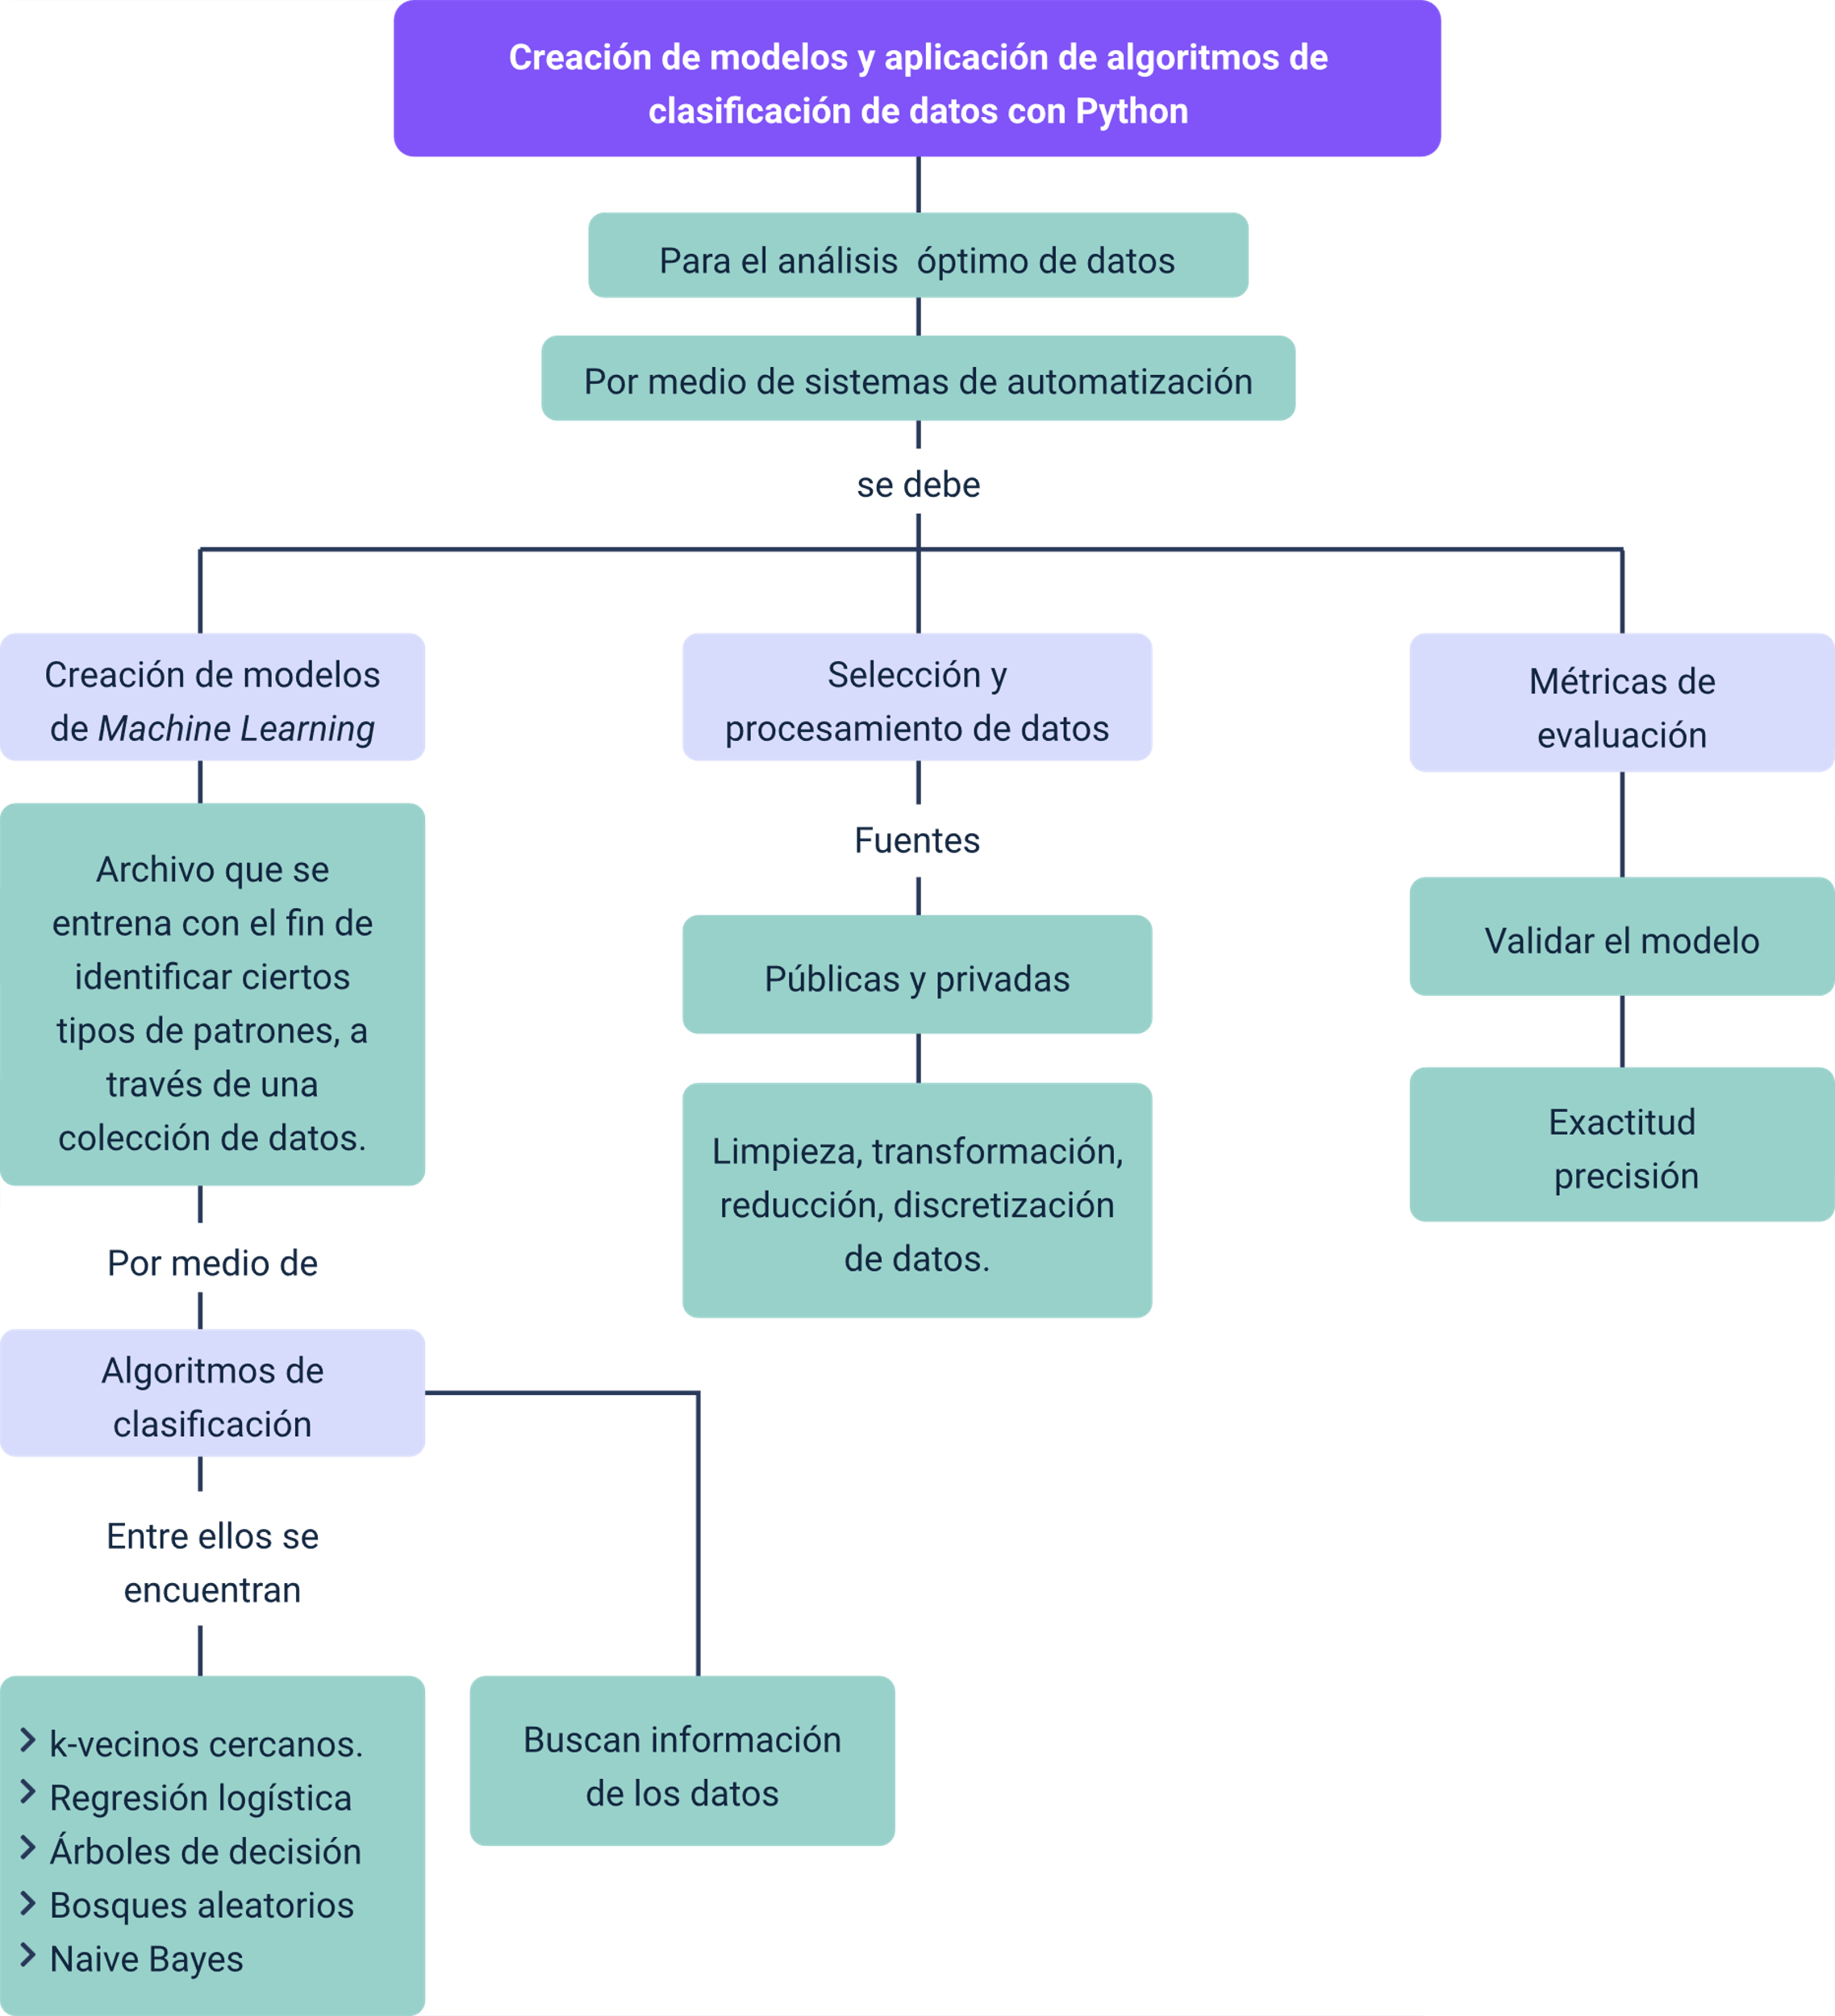 Creación de modelos y aplicación de algoritmos de
clasificación de datos con Python
Para el análisis óptimo de datos
Por medio de sistemas de automatización
se debe
Creación de modelos
de Machine Learning
Archivo que se
entrena con el fin de
identificar ciertos
tipos de patrones, a
través de una
colección de datos.
Por medio de
Algoritmos de
clasificación
Entre ellos se
encuentran
k-vecinos cercanos.
Regresión logística
Árboles de decisión
Bosques aleatorios
Naive Bayes
Buscan información
de los datos
Selección y
procesamiento de datos
Fuentes
Públicas y privadas
Limpieza, transformación,
reducción, discretización
de datos.
Métricas de
evaluación
Validar el modelo
Exactitud
precisión